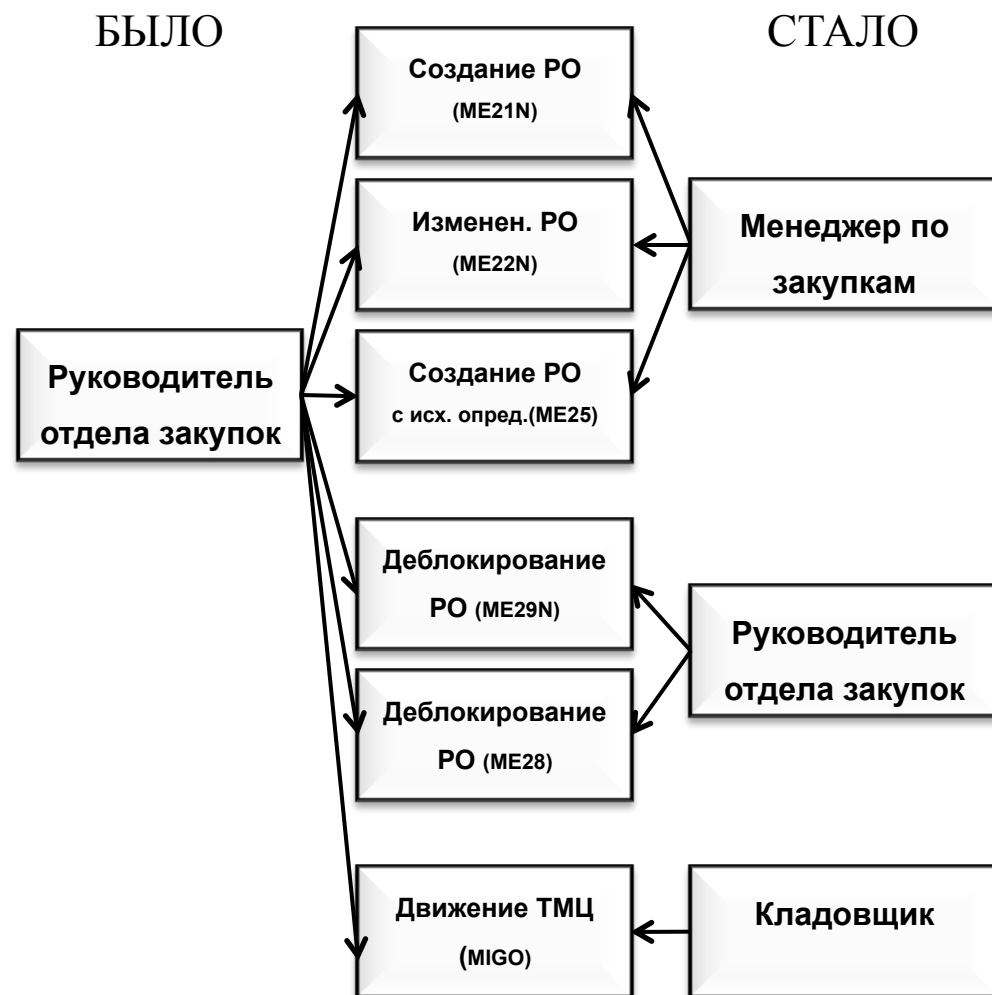 БЫЛО
СТАЛО
Создание РО
(ME21N)
Изменен. РО
(ME22N)
Создание РО
с исх. опред.(ME25)
Деблокирование
РО (ME29N)
Деблокирование
РО (ME28)
Движение ТМЦ
(MIGO)
Руководитель
отдела закупок
Менеджер по
закупкам
Руководитель
отдела закупок
Кладовщик